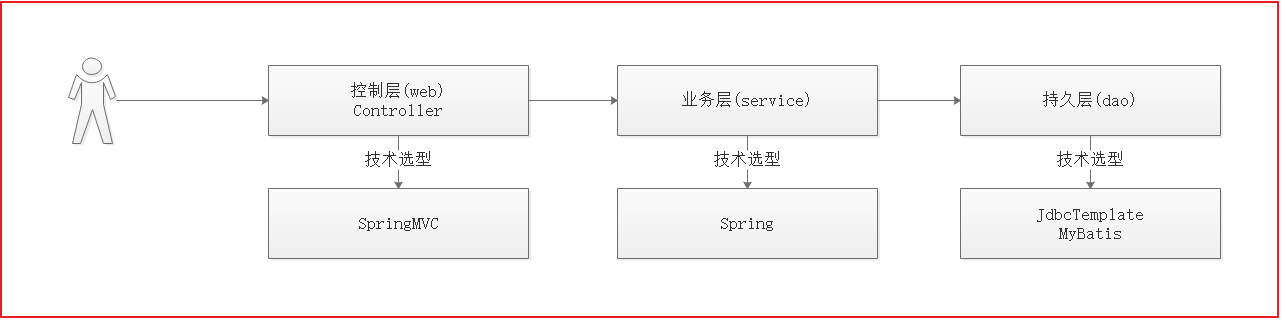 控制层(web)
Controller
业务层(service)
持久层(dao)
技术选型
技术选型
技术选型
SpringMVC
Spring
JdbcTemplate
MyBatis